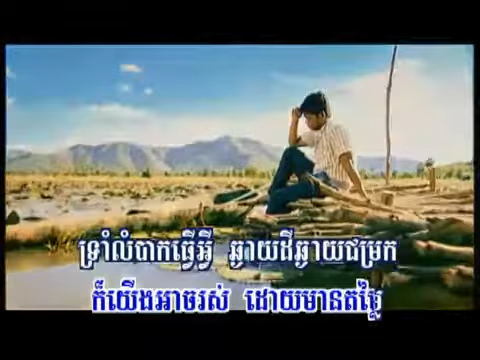 ទ្រាំលំបាកធ្វើអ្វី ឆ្ងាយដីឆ្ងាយជម្រក
ក៏យើងអាចរស់ ដោយមានតម្លៃ